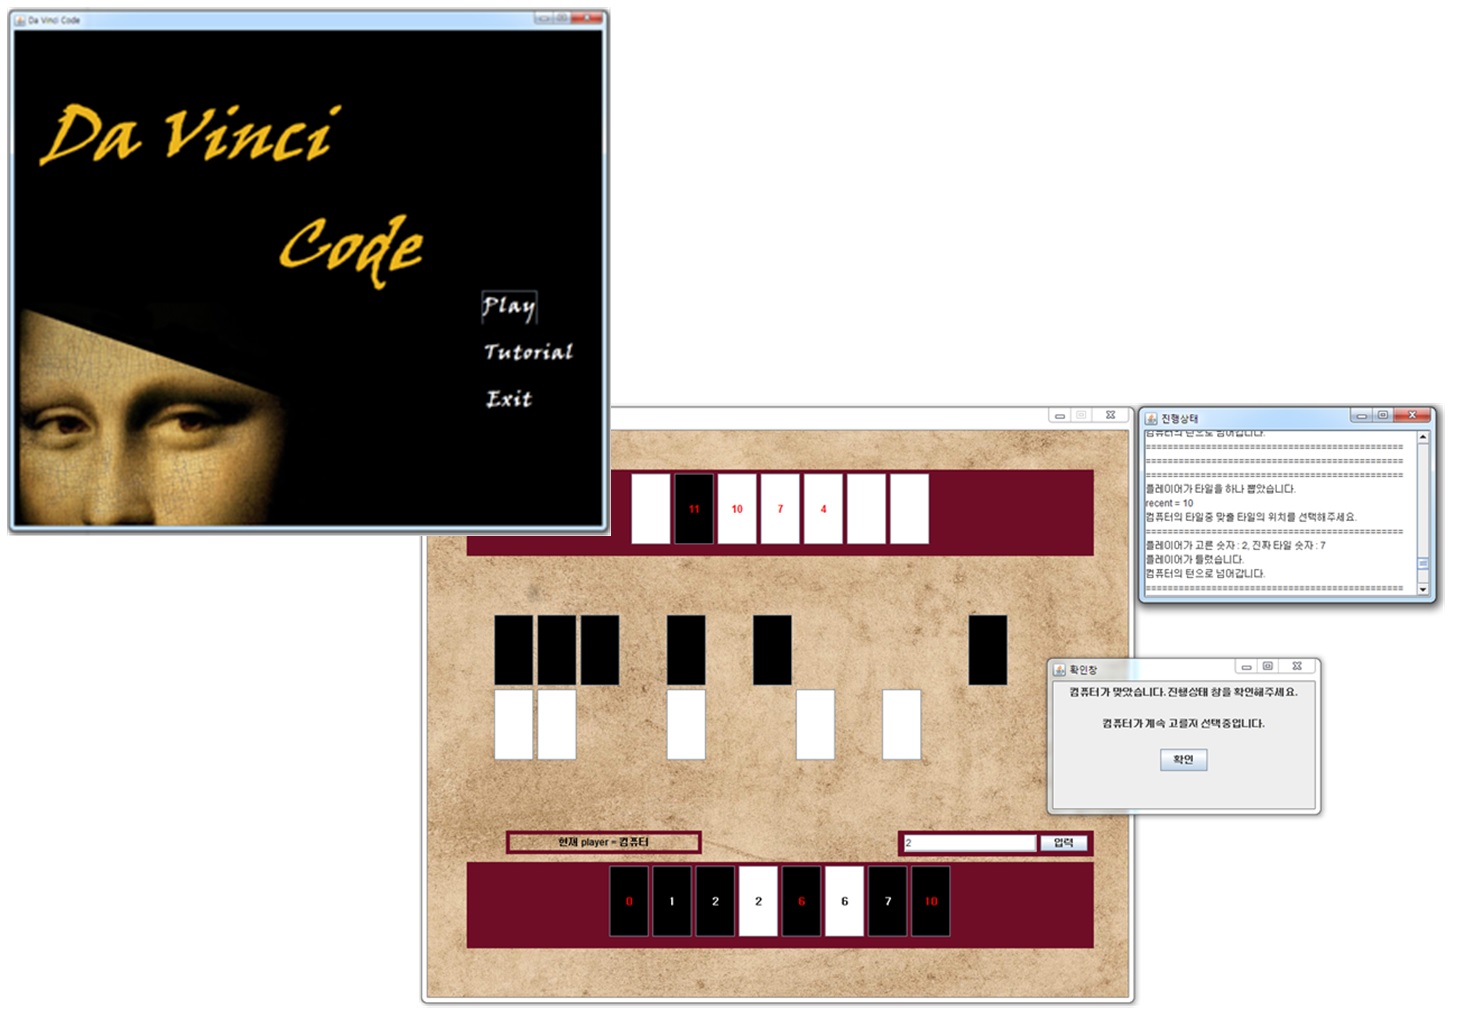 Da Vinci Code
Da Vinci
Code
Play
Tutorial
Exit
11 10 7 4
현재 player = 컴퓨터
2
입력
0 1 2 2 6 6 7 10
진행상태
컴퓨터의 턴으로 넘어갑니다.
==================================================
==================================================
==================================================
플레이어가 타일을 하나 뽑았습니다.
recent = 10
컴퓨터의 타일중 맞출 타일의 위치를 선택해주세요.
==================================================
플레이어가 고른 숫자 : 2, 진짜 타일 숫자 : 7
플레이어가 틀렸습니다.
컴퓨터의 턴으로 넘어갑니다.
==================================================
확인창
컴퓨터가 맞았습니다. 진행상태 창을 확인해주세요.
컴퓨터가 계속 고를지 선택중입니다.
확인